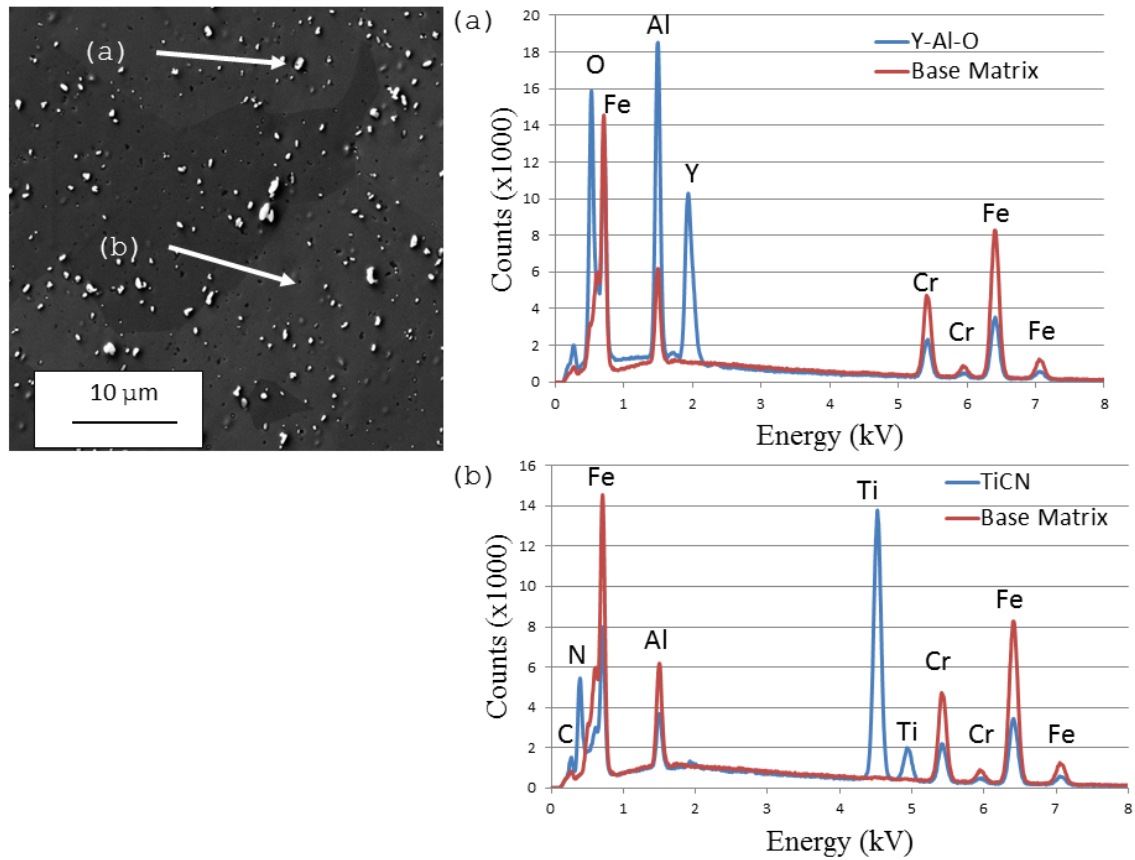 (a)
(b)
10 µm
(a)
Y-Al-O
Base Matrix
O
Fe
Al
Y
Cr
Cr
Fe
Fe
Counts (x1000)
20
18
16
14
12
10
8
6
4
2
0
0 1 2 3 4 5 6 7 8
Energy (kV)
(b)
TiCN
Base Matrix
C
N
Fe
Al
Ti
Ti
Cr
Cr
Fe
Fe
Counts (x1000)
16
14
12
10
8
6
4
2
0
0 1 2 3 4 5 6 7 8
Energy (kV)